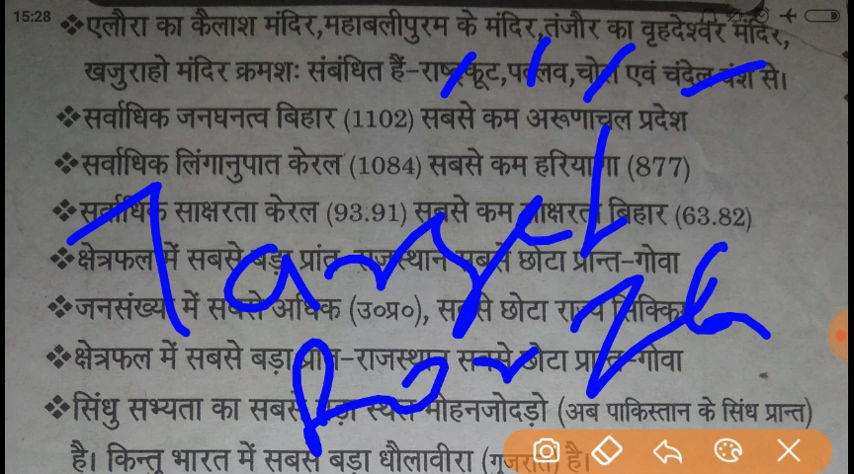 15:28
❖एलौरा का कैलाश मंदिर,महाबलीपुरम के मंदिर,तंजौर का वृहदेश्वर मंदिर,
खजुराहो मंदिर क्रमशः संबंधित हैं-राष्ट्रकूट,पल्लव,चोल एवं चंदेल वंश से।
❖सर्वाधिक जनघनत्व बिहार (1102) सबसे कम अरूणाचल प्रदेश
❖सर्वाधिक लिंगानुपात केरल (1084) सबसे कम हरियाणा (877)
❖सर्वाधिक साक्षरता केरल (93.91) सबसे कम साक्षरता बिहार (63.82)
❖क्षेत्रफल में सबसे बड़ा प्रांत-राजस्थान सबसे छोटा प्रान्त-गोवा
❖जनसंख्या में सबसे अधिक (उ०प्र०), सबसे छोटा राज्य सिक्किम
❖क्षेत्रफल में सबसे बड़ा प्रांत-राजस्थान सबसे छोटा प्रान्त-गोवा
❖सिंधु सभ्यता का सबसे बड़ा स्थल मोहनजोदड़ो (अब पाकिस्तान के सिंध प्रान्त)
है। किन्तु भारत में सबसे बड़ा धौलावीरा (गुजरात) है।
Target